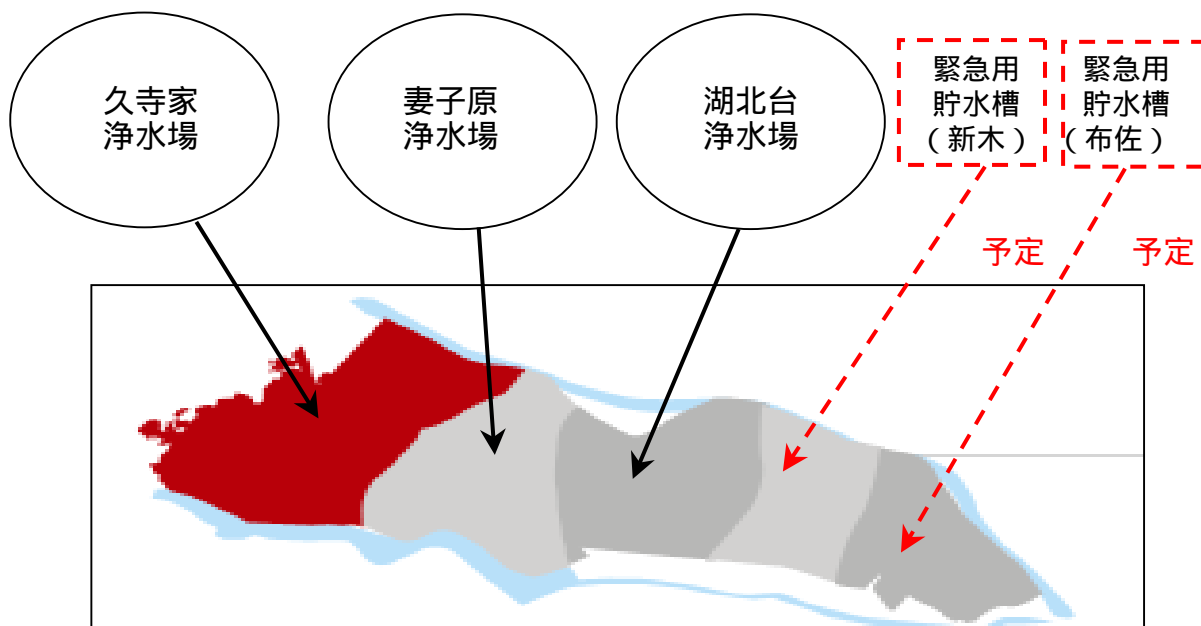 久寺家
浄水場
妻子原
浄水場
湖北台
浄水場
緊急用
貯水槽
（新木）
緊急用
貯水槽
（布佐）
予定
予定